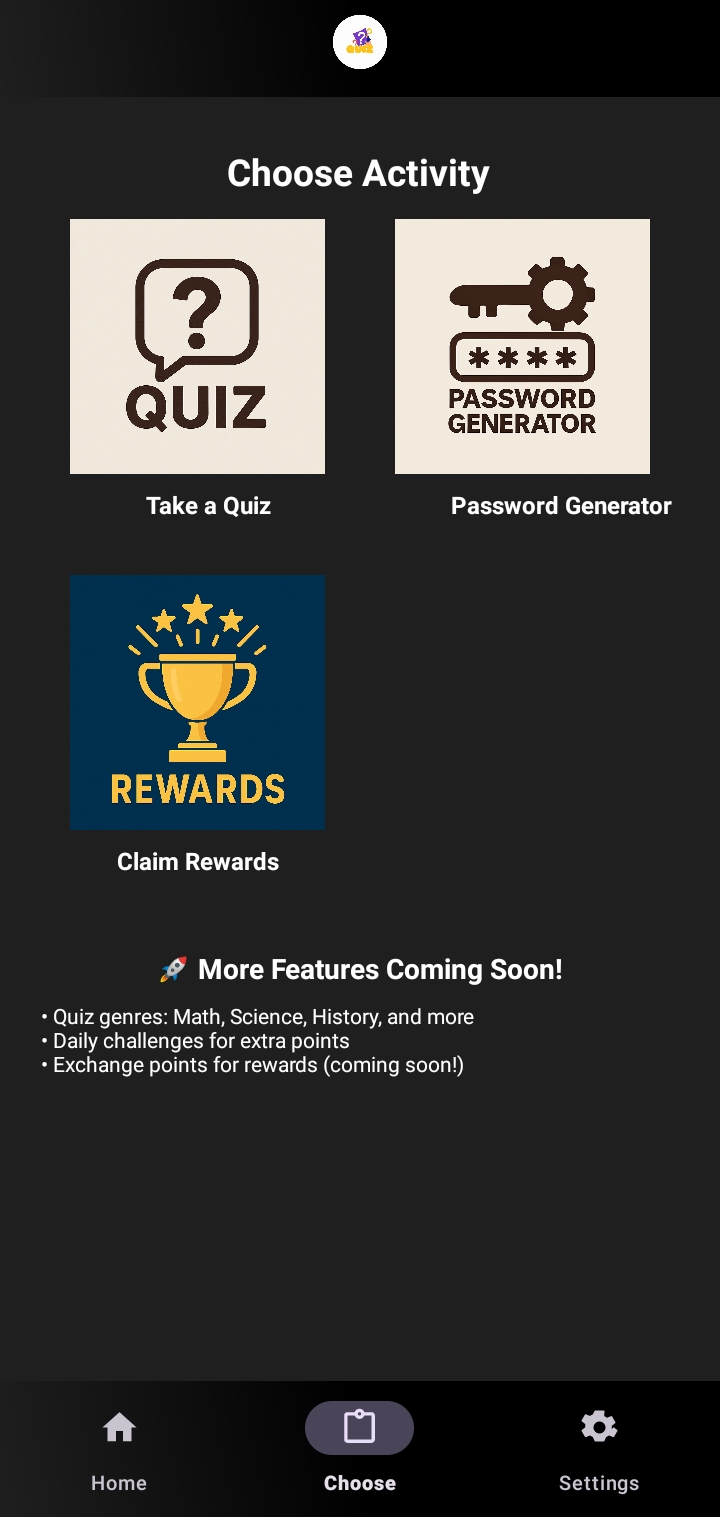 QUIZ
Choose Activity
?
QUIZ
****
PASSWORD
GENERATOR
Take a Quiz
Password Generator
REWARDS
Claim Rewards
🚀 More Features Coming Soon!
• Quiz genres: Math, Science, History, and more
• Daily challenges for extra points
• Exchange points for rewards (coming soon!)
Home
Choose
Settings